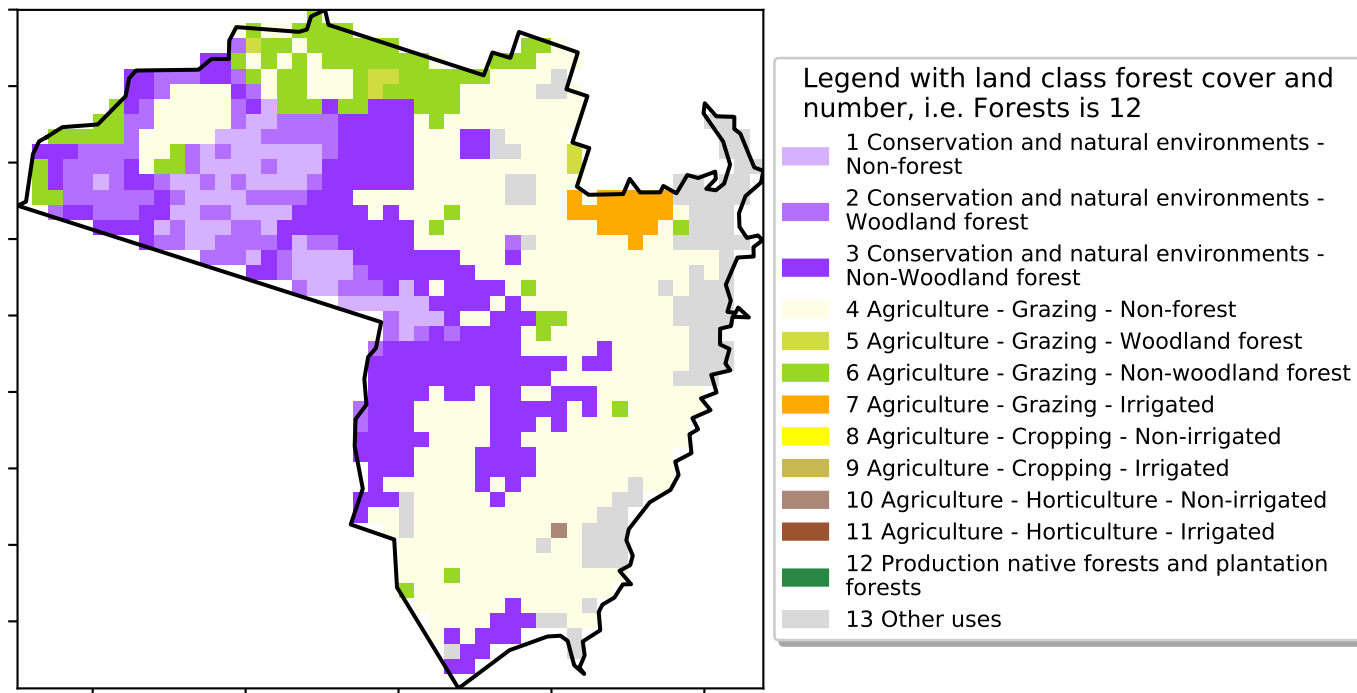 Legend with land class forest cover and
number, i.e. Forests is 12
1 Conservation and natural environments -
Non-forest
2 Conservation and natural environments -
Woodland forest
3 Conservation and natural environments -
Non-Woodland forest
4 Agriculture - Grazing - Non-forest
5 Agriculture - Grazing - Woodland forest
6 Agriculture - Grazing - Non-woodland forest
7 Agriculture - Grazing - Irrigated
8 Agriculture - Cropping - Non-irrigated
9 Agriculture - Cropping - Irrigated
10 Agriculture - Horticulture - Non-irrigated
11 Agriculture - Horticulture - Irrigated
12 Production native forests and plantation
forests
13 Other uses